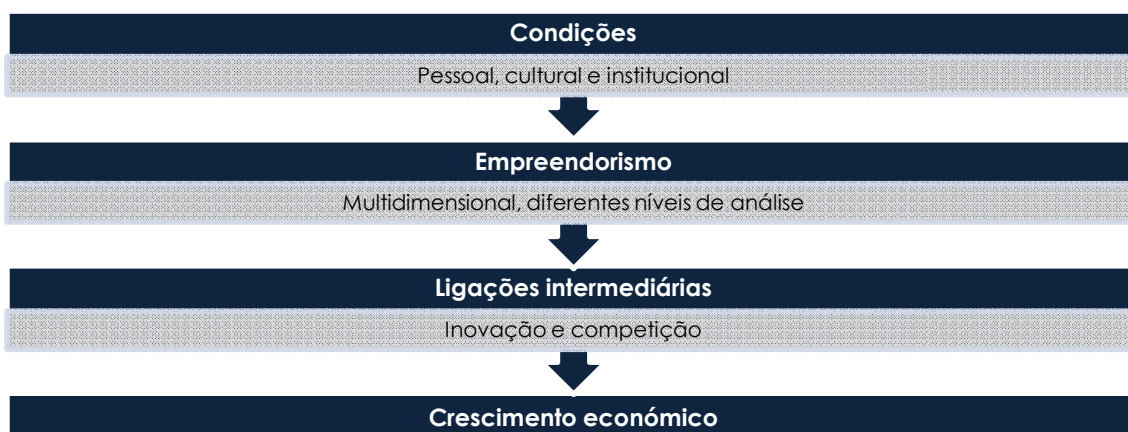 Condições
Pessoal, cultural e institucional
Empreendorismo
Multidimensional, diferentes níveis de análise
Ligações intermediárias
Inovação e competição
Crescimento económico